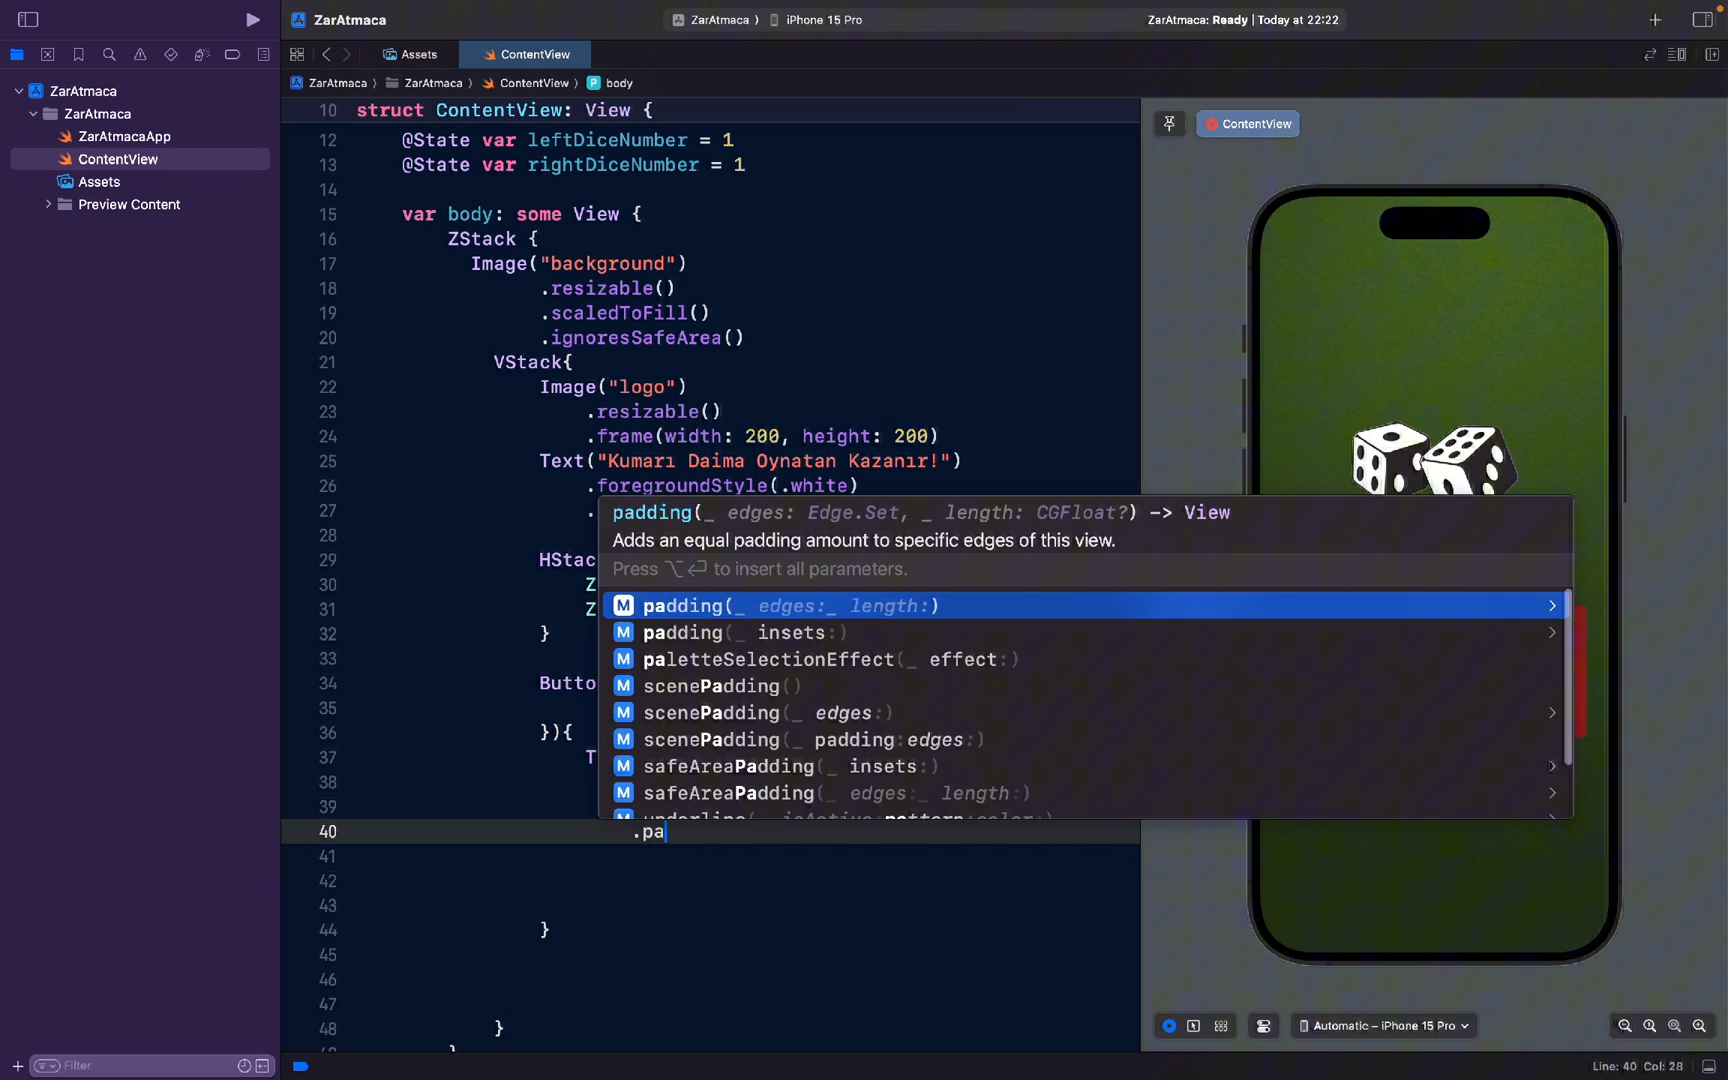 ZarAtmaca
ZarAtmaca
iPhone 15 Pro
ZarAtmaca: Ready | Today at 22:22
Assets
ContentView
ZarAtmaca
ZarAtmaca
ContentView
body
ZarAtmaca
ZarAtmaca
ZarAtmacaApp
ContentView
Assets
Preview Content
10 struct ContentView: View {
12 @State var leftDiceNumber = 1
13 @State var rightDiceNumber = 1
14
15 var body: some View {
16 ZStack {
17 Image("background")
18 .resizable()
19 .scaledToFill()
20 .ignoresSafeArea()
21 VStack{
22 Image("logo")
23 .resizable()
24 .frame(width: 200, height: 200)
25 Text("Kumarı Daima Oynatan Kazanır!")
26 .foregroundStyle(.white)
27 .
28
29 HStac
30 Z
31 Z
32 }
33
34 Butto
35
36 }){
37 T
38
39
40 .pa
41
42
43
44 }
45
46
47
48 }
padding(_ edges: Edge.Set, _ length: CGFloat?) -> View
Adds an equal padding amount to specific edges of this view.
Press ⌥⏎ to insert all parameters.
M padding(_ edges:_ length:)
M padding(_ insets:)
M paletteSelectionEffect(_ effect:)
M scenePadding()
M scenePadding(_ edges:)
M scenePadding(_ padding:edges:)
M safeAreaPadding(_ insets:)
M safeAreaPadding(_ edges:_ length:)
ContentView
Automatic – iPhone 15 Pro
Filter
Line: 40 Col: 28